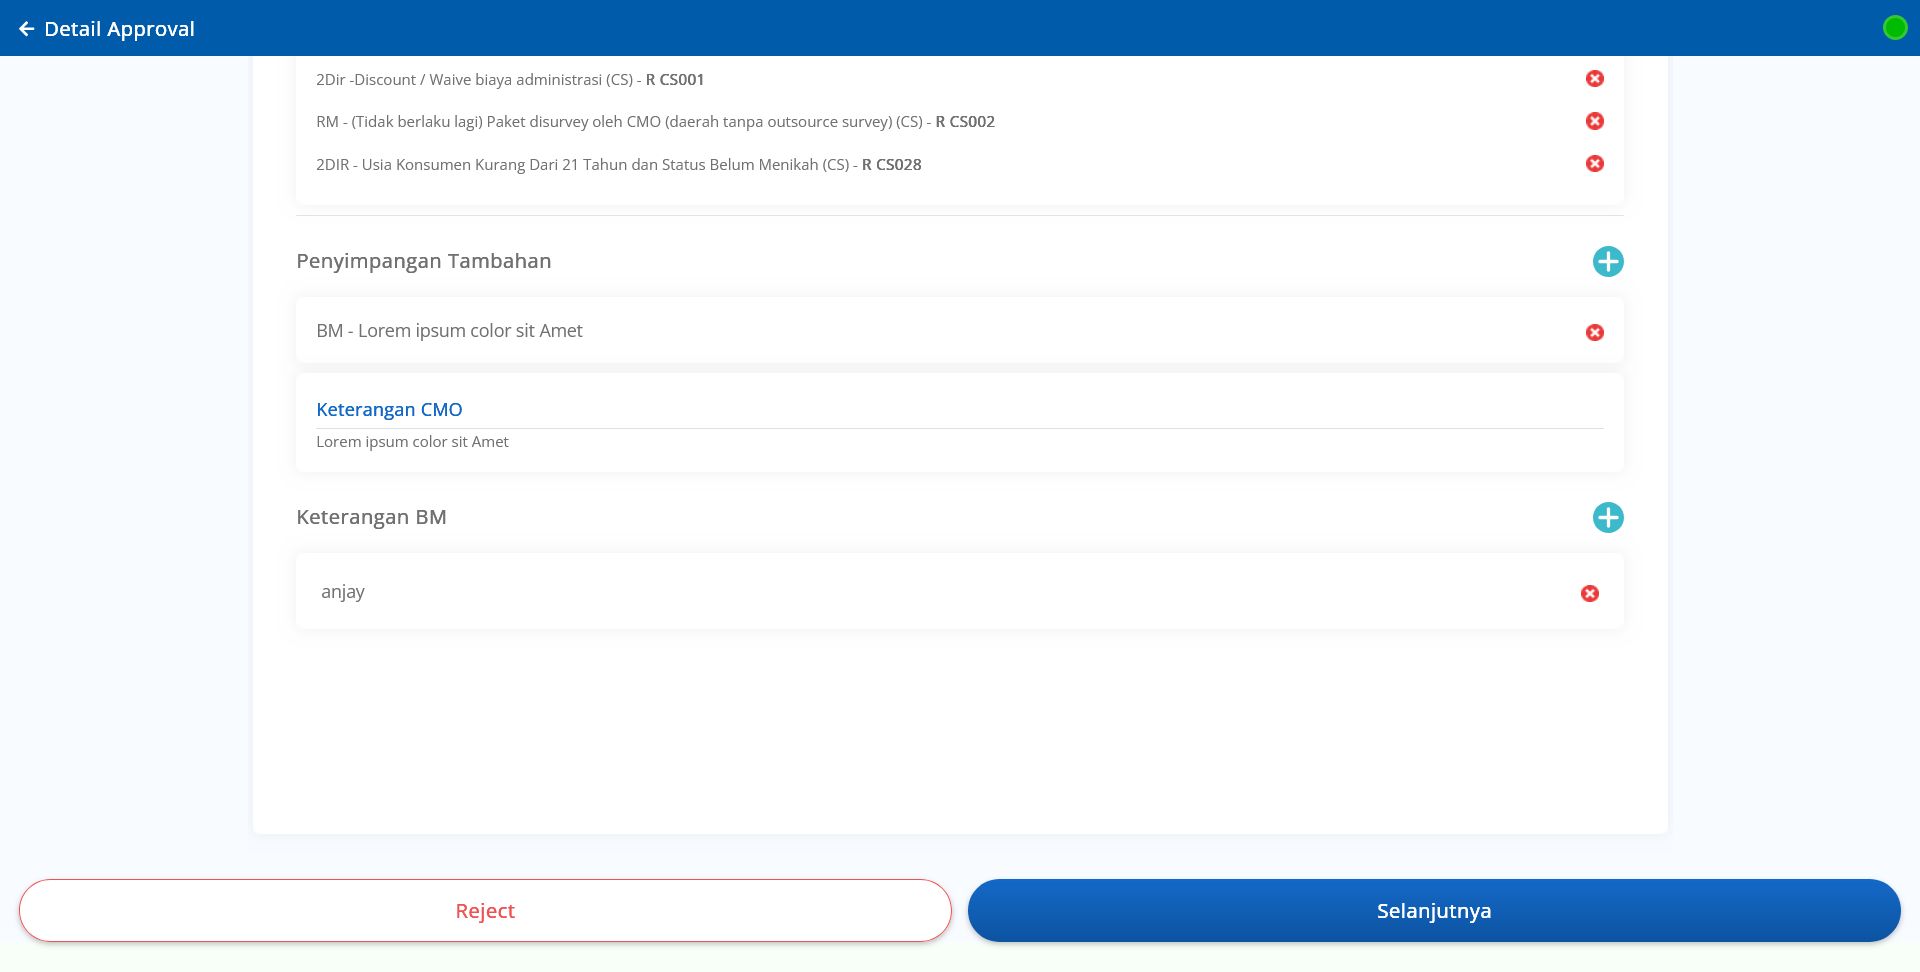 Detail Approval
2Dir -Discount / Waive biaya administrasi (CS) - R CS001
RM - (Tidak berlaku lagi) Paket disurvey oleh CMO (daerah tanpa outsource survey) (CS) - R CS002
2DIR - Usia Konsumen Kurang Dari 21 Tahun dan Status Belum Menikah (CS) - R CS028
Penyimpangan Tambahan
BM - Lorem ipsum color sit Amet
Keterangan CMO
Lorem ipsum color sit Amet
Keterangan BM
anjay
Reject
Selanjutnya